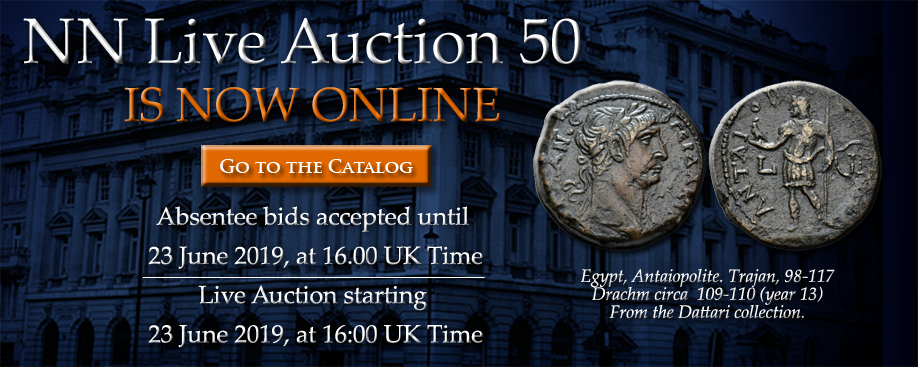 NN Live Auction 50
IS NOW ONLINE
Go to the Catalog
Absentee bids accepted until
23 June 2019, at 16.00 UK Time
Live Auction starting
23 June 2019, at 16:00 UK Time
Egypt, Antaiopolite. Trajan, 98-117
Drachm circa 109-110 (year 13)
From the Dattari collection.